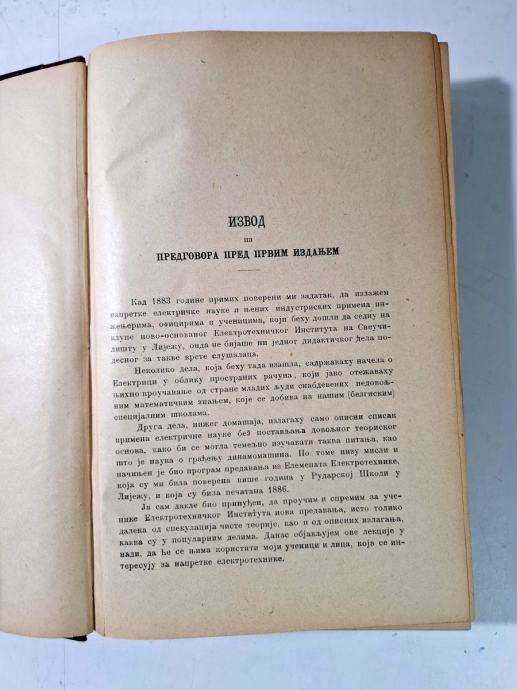 ИЗВОД
ИЗ
ПРЕДГОВОРА ПРЕД ПРВИМ ИЗДАЊЕМ
Кад 1883 године примих поверени ми задатак, да излажем
напретке електричке науке и њених индустриских примена ин-
жењерима, официрима и ученицима, који беху дошли да седну на
клупе ново-основаног Електротехничког Института на Свеучи-
лишту у Лијежу, онда не бијаше ни једног дидактичког дела по-
десног за такве врсте слушалаца.
Неколико дела, која беху тада изашла, садржаваху начела о
Електрици у облику пространих рачуна, који јако отежаваху
њихно проучавање од стране младих људи снабдевених недовољ-
ним математичким знањем, које се добива на нашим (белгиским)
специјалним школама.
Друга дела, нижег домашаја, излагаху само описни списак
примена електричне науке без постављања довољног теориског
основа, како би се могла темељно изучавати таква питања, као
што је наука о грађењу динамомашина. По томе низу мисли и
начињен је био програм предавања из Елемената Електротехнике,
која су ми била поверена више година у Рударској Школи у
Лијежу, и која су била печатана 1886.
Ја сам дакле био принуђен, да проучим и спремим за уче-
нике Електротехничког Института нова предавања, исто толико
далека од спекулација чисте теорије, као и од описних излагања,
каква су у популарним делима. Данас објављујем ове лекције у
нади, да ће се њима користити моји ученици и лица, која се ин-
тересују за напретке електротехнике.